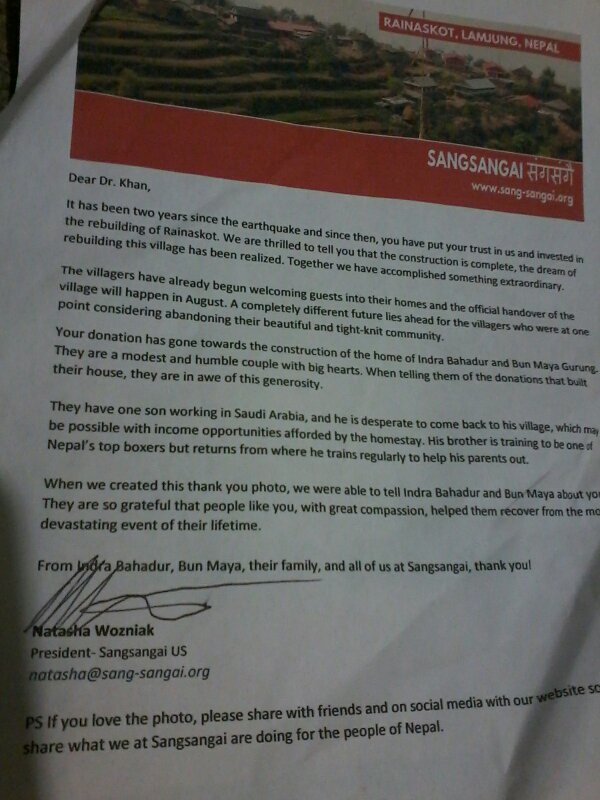 RAINASKOT, LAMJUNG, NEPAL
SANGSANGAI संगसंगै
www.sang-sangai.org
Dear Dr. Khan,
It has been two years since the earthquake and since then, you have put your trust in us and invested in
the rebuilding of Rainaskot. We are thrilled to tell you that the construction is complete, the dream of
rebuilding this village has been realized. Together we have accomplished something extraordinary.
The villagers have already begun welcoming guests into their homes and the official handover of the
village will happen in August. A completely different future lies ahead for the villagers who were at one
point considering abandoning their beautiful and tight-knit community.
Your donation has gone towards the construction of the home of Indra Bahadur and Bun Maya Gurung.
They are a modest and humble couple with big hearts. When telling them of the donations that built
their house, they are in awe of this generosity.
They have one son working in Saudi Arabia, and he is desperate to come back to his village, which may
be possible with income opportunities afforded by the homestay. His brother is training to be one of
Nepal's top boxers but returns from where he trains regularly to help his parents out.
When we created this thank you photo, we were able to tell Indra Bahadur and Bun Maya about
They are so grateful that people like you, with great compassion, helped them recover from the
devastating event of their lifetime.
From Indra Bahadur, Bun Maya, their family, and all of us at Sangsangai, thank you!
Natasha Wozniak
President- Sangsangai US
natasha@sang-sangai.org
PS If you love the photo, please share with friends and on social media with our website
share what we at Sangsangai are doing for the people of Nepal.